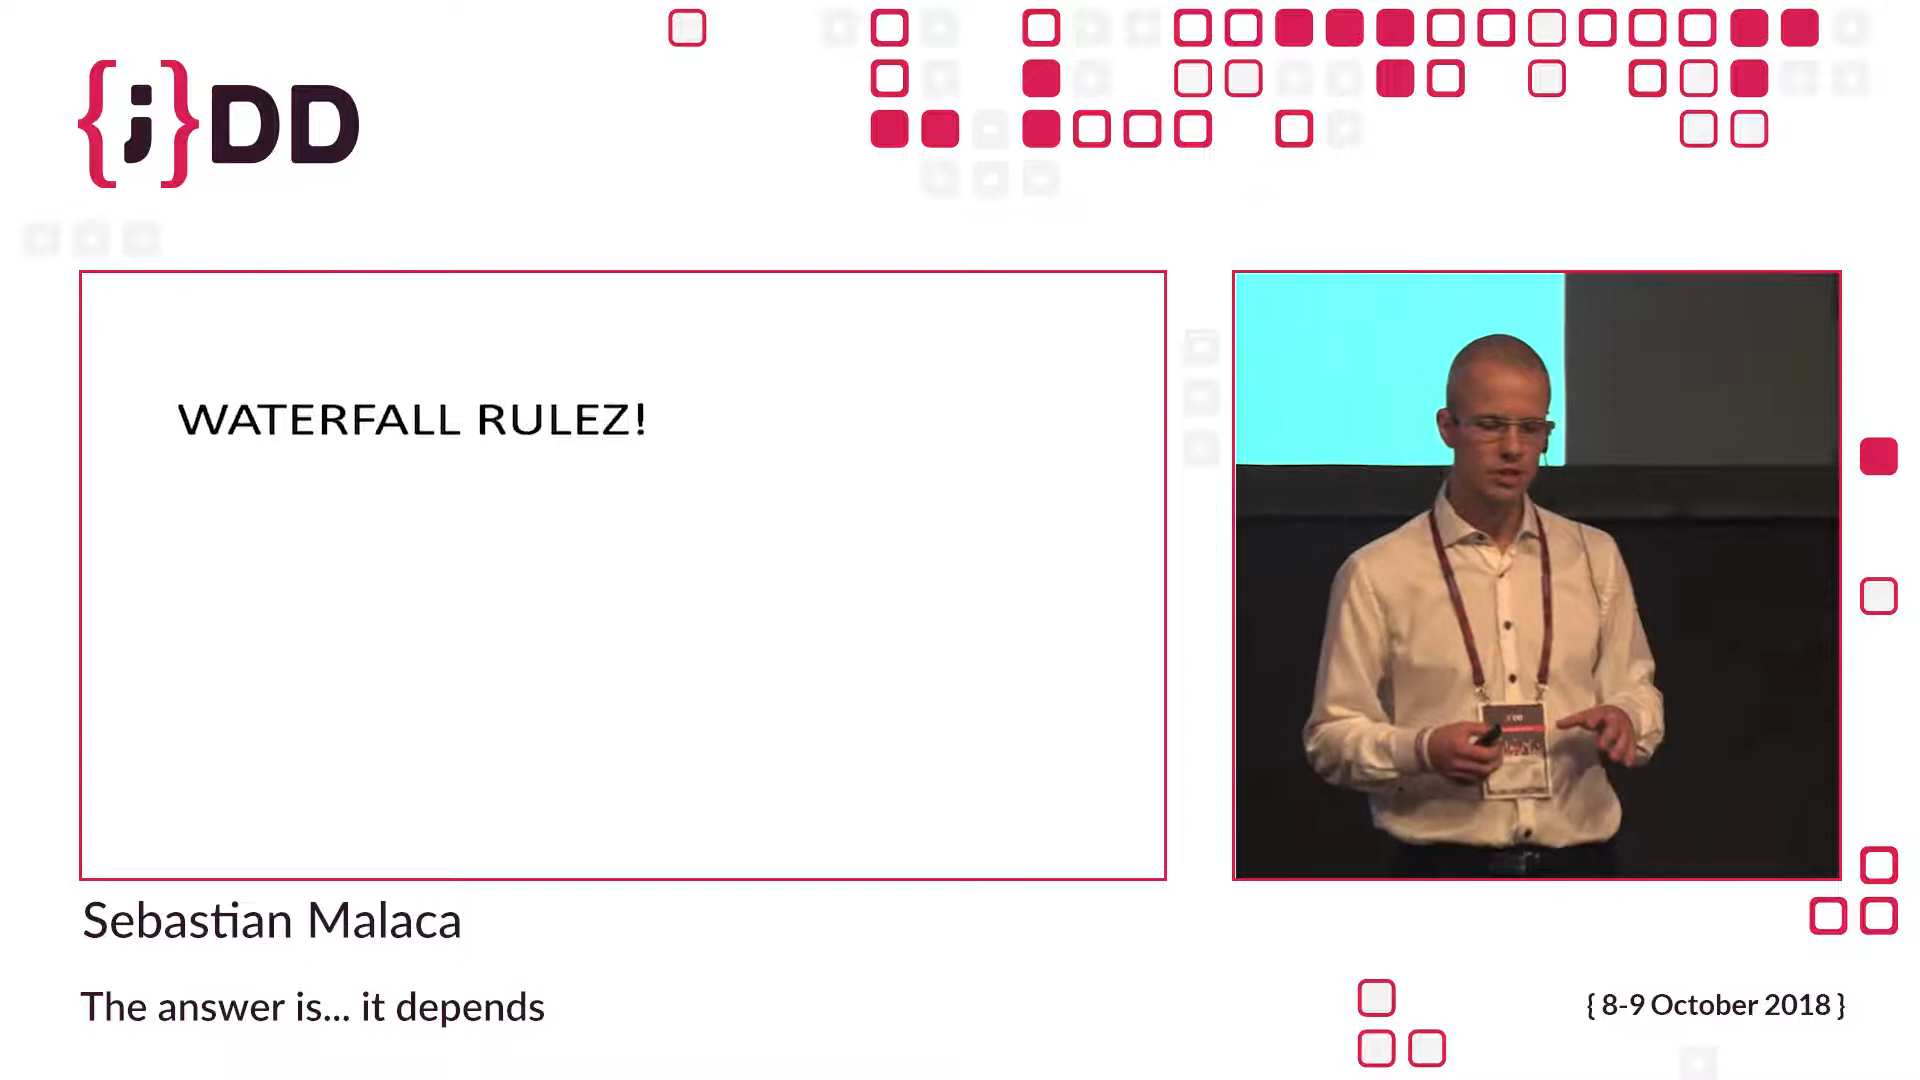 {;}DD
WATERFALL RULEZ!
Sebastian Malaca
The answer is... it depends
{ 8-9 October 2018 }